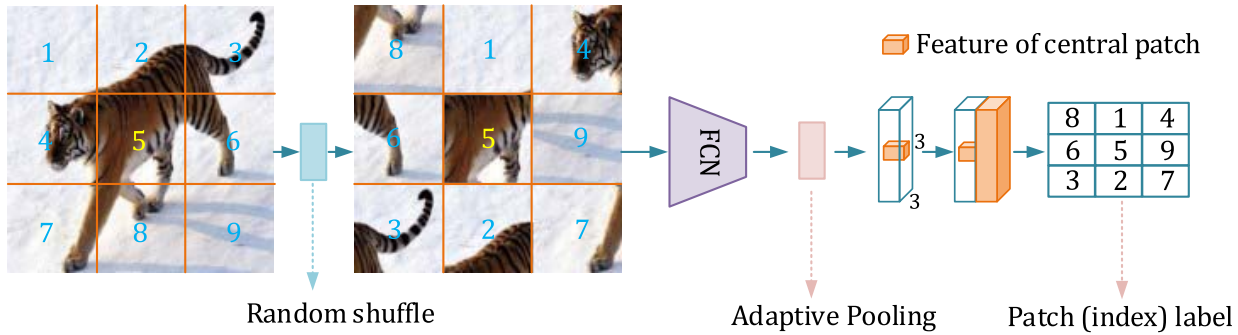 1 2 3
4 5 6
7 8 9
8 1 4
6 5 9
3 2 7
Random shuffle
FCN
Adaptive Pooling
3
3
Feature of central patch
8 1 4
6 5 9
3 2 7
Patch (index) label